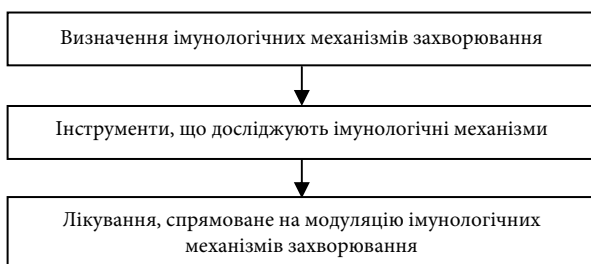 Визначення імунологічних механізмів захворювання
Інструменти, що досліджують імунологічні механізми
Лікування, спрямоване на модуляцію імунологічних
механізмів захворювання